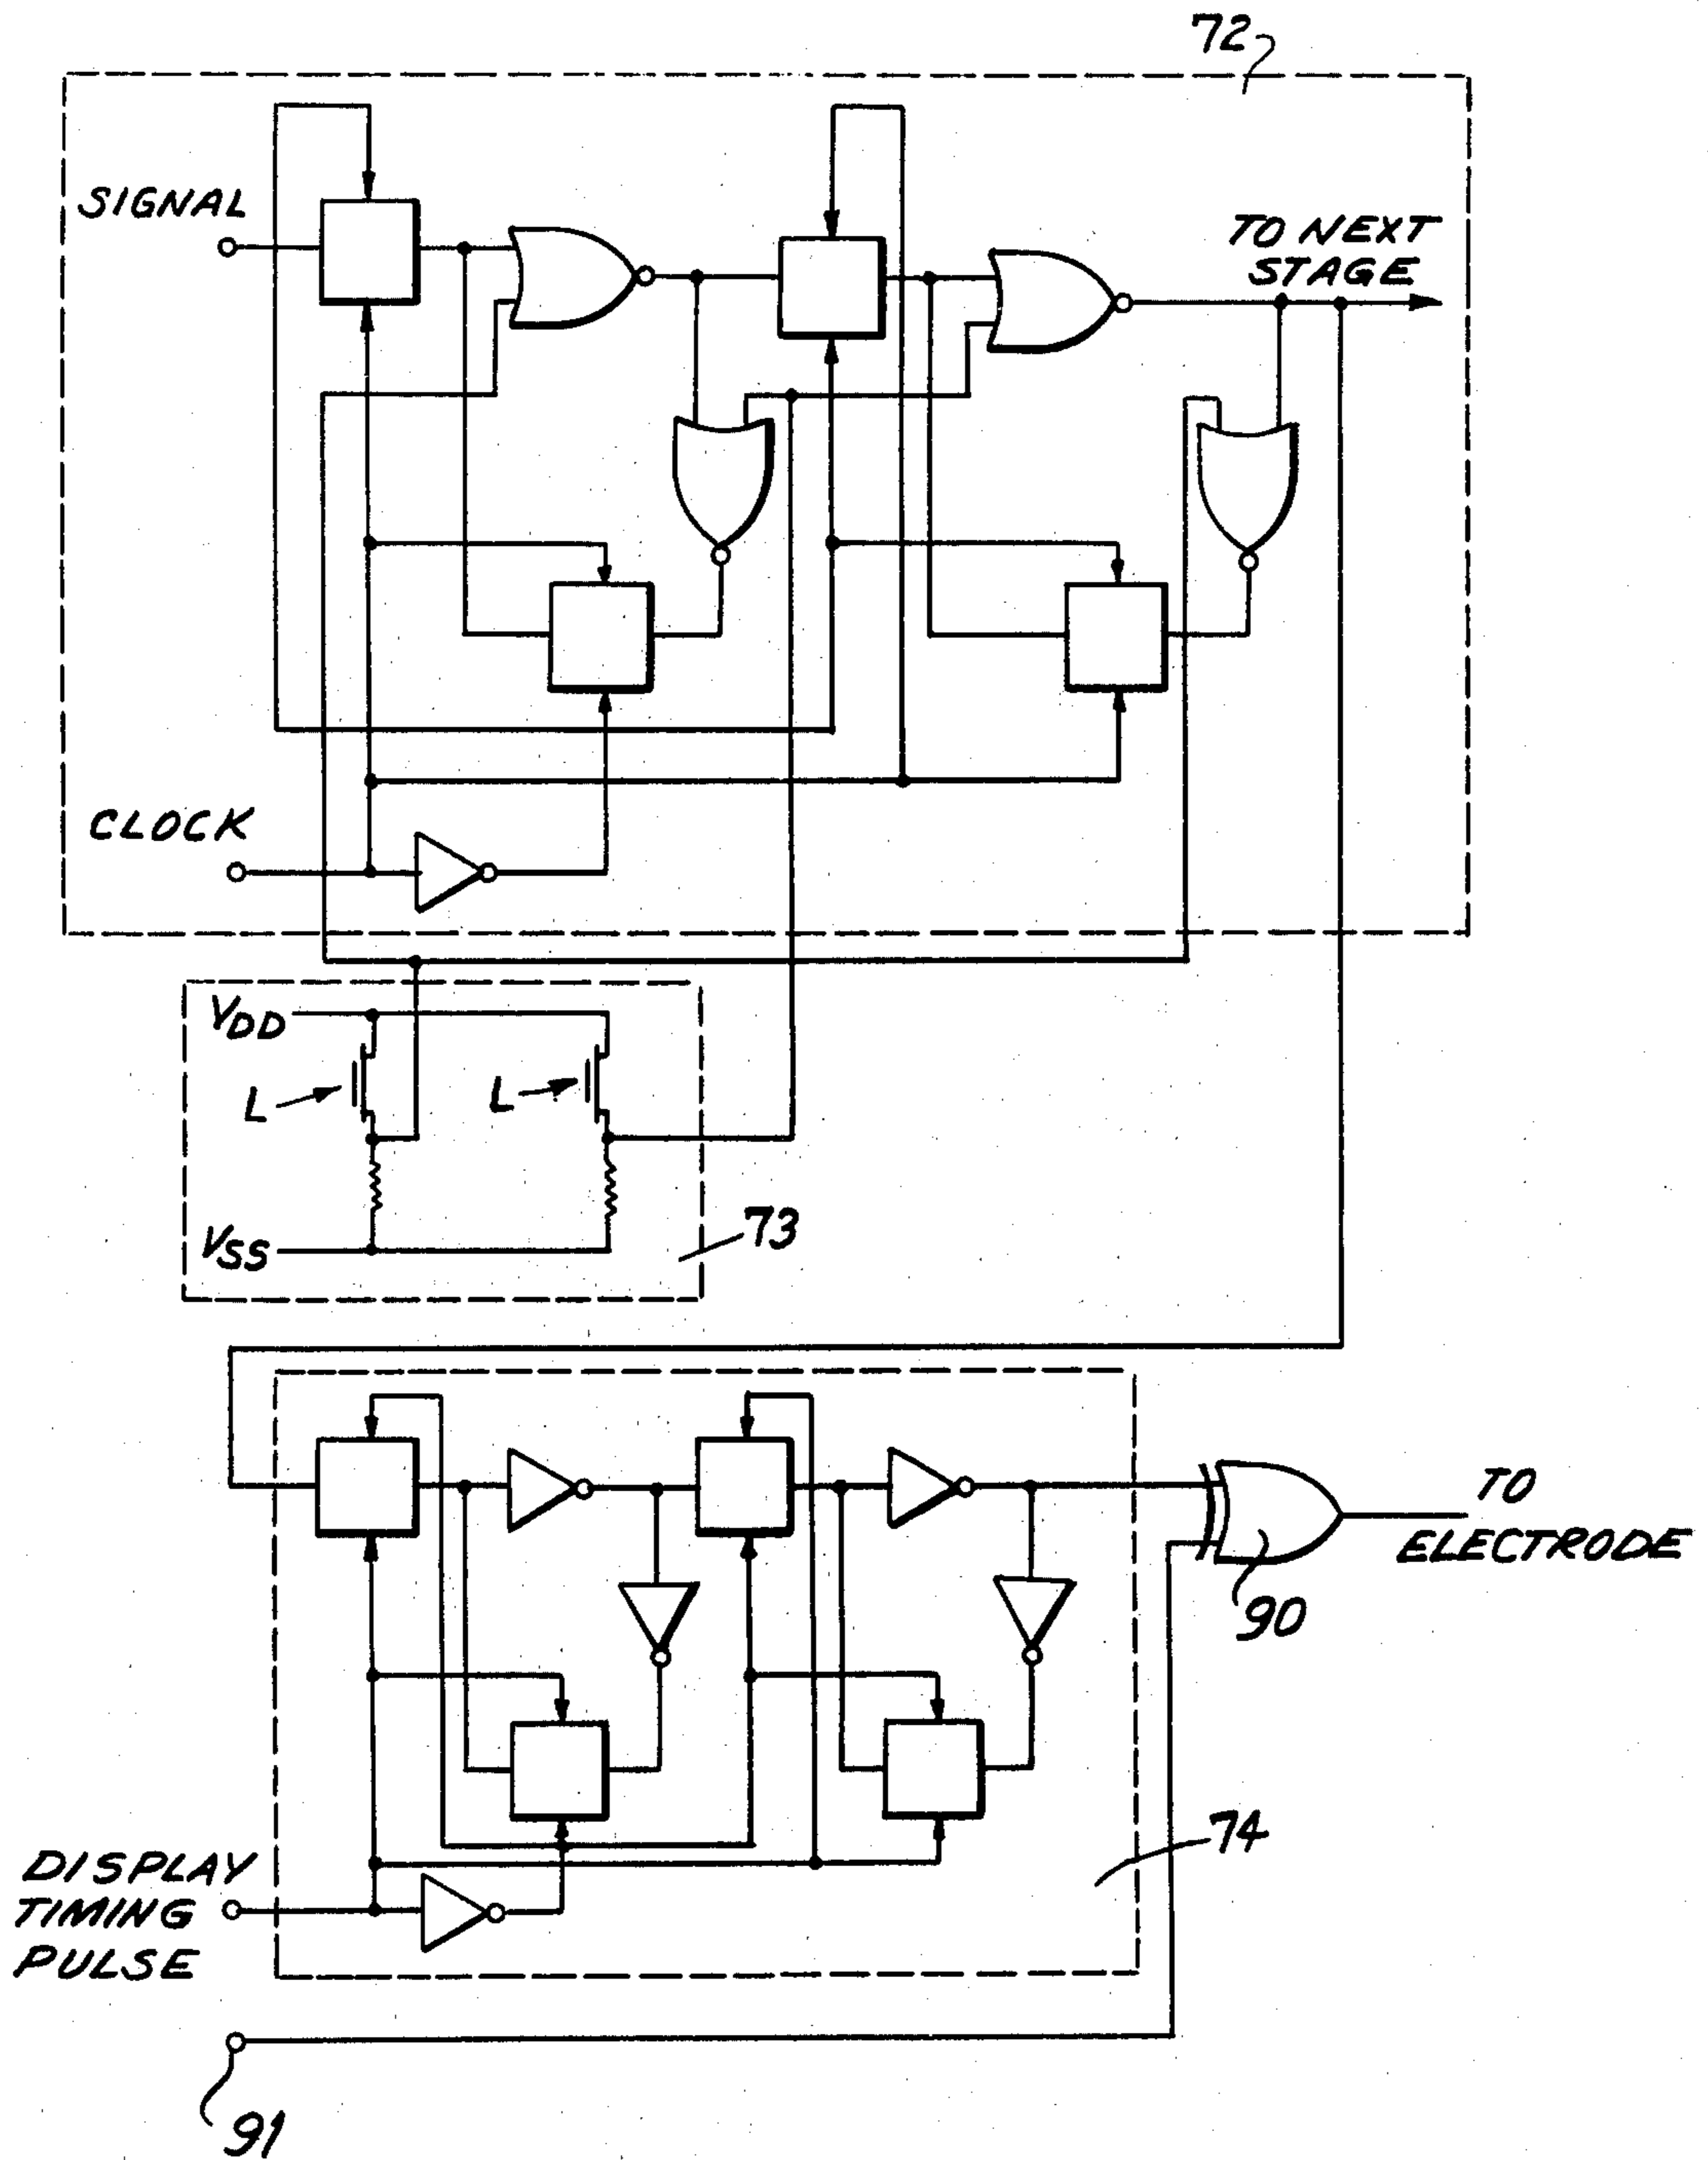 72
SIGNAL
TO NEXT
STAGE
CLOCK
VDD
L
L
VSS
73
TO
ELECTRODE
90
74
DISPLAY
TIMING
PULSE
91